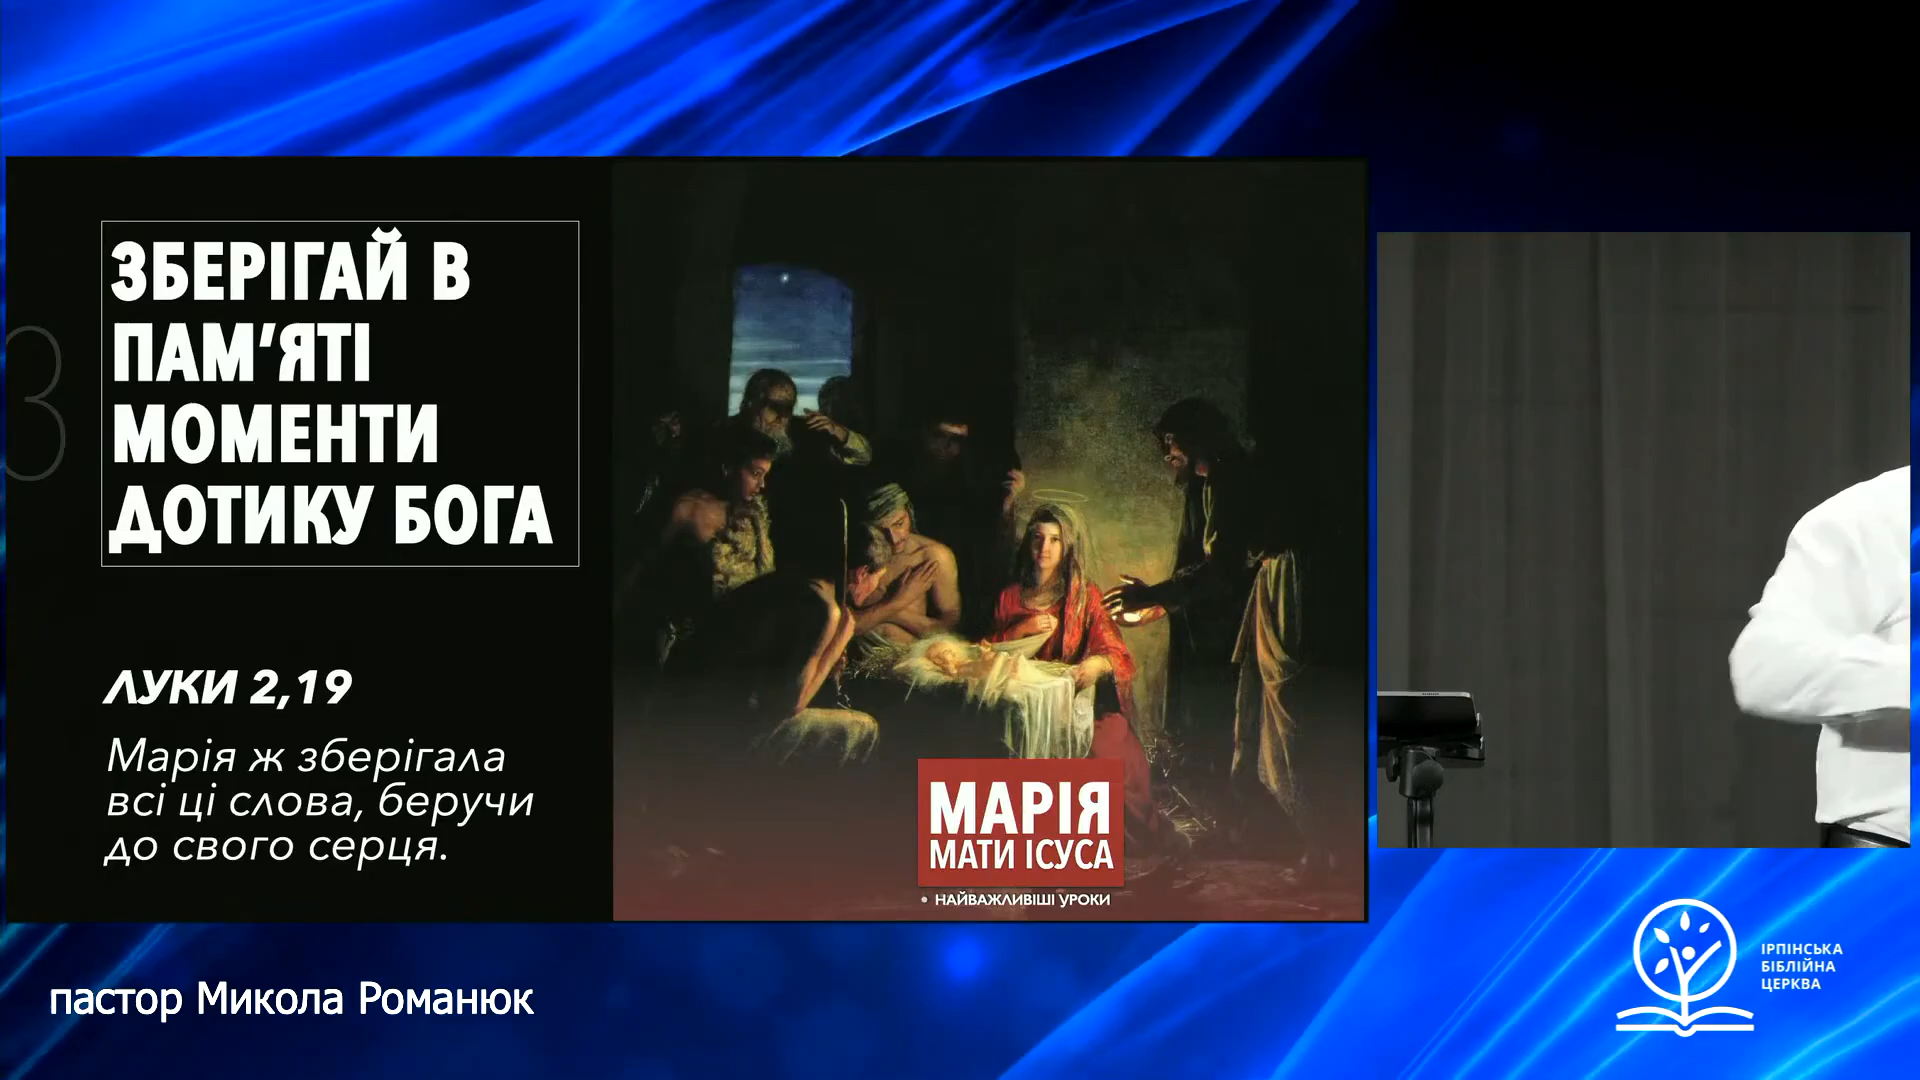 3
ЗБЕРІГАЙ В
ПАМ’ЯТІ
МОМЕНТИ
ДОТИКУ БОГА
ЛУКИ 2,19
Марія ж зберігала
всі ці слова, беручи
до свого серця.
МАРІЯ
МАТИ ІСУСА
• НАЙВАЖЛИВІШІ УРОКИ
пастор Микола Романюк
ІРПІНСЬКА
БІБЛІЙНА
ЦЕРКВА